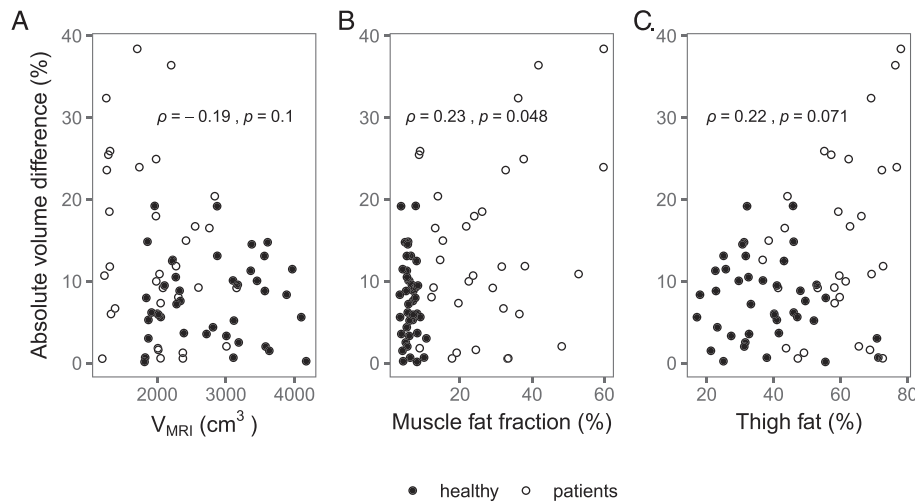 A
B
C.
Absolute volume difference (%)
40
30
20
10
0
ρ = – 0.19 , p = 0.1
2000 3000 4000
V_MRI (cm³ )
40
30
20
10
0
ρ = 0.23 , p = 0.048
0 20 40 60
Muscle fat fraction (%)
40
30
20
10
0
ρ = 0.22 , p = 0.071
20 40 60 80
Thigh fat (%)
healthy patients